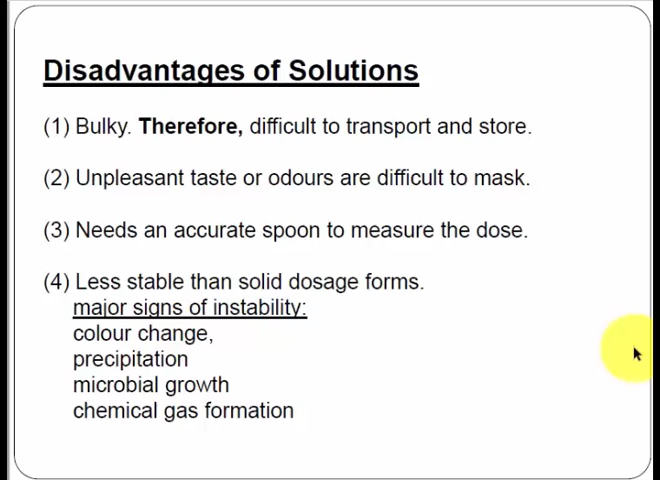 Disadvantages of Solutions
(1) Bulky. Therefore, difficult to transport and store.
(2) Unpleasant taste or odours are difficult to mask.
(3) Needs an accurate spoon to measure the dose.
(4) Less stable than solid dosage forms.
major signs of instability:
colour change,
precipitation
microbial growth
chemical gas formation